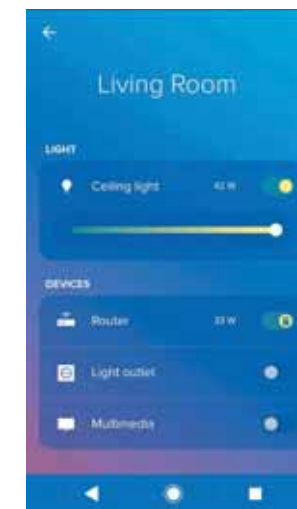 Living Room
LIGHT
Ceiling light 42 W
DEVICES
Router 33 W
Light outlet
Multimedia